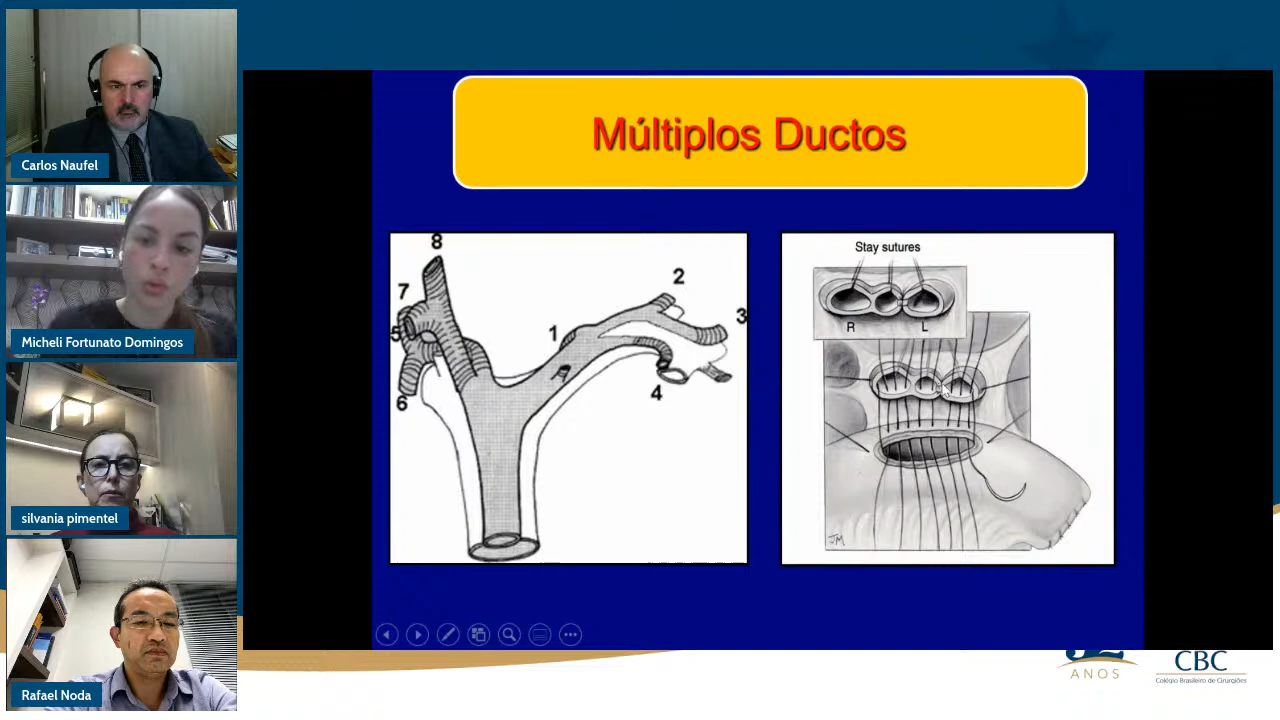 Carlos Naufel
Micheli Fortunato Domingos
silvania pimentel
Rafael Noda
Múltiplos Ductos
8
7
5
6
1
2
3
4
Stay sutures
R
L
JM
ANOS
CBC
Colégio Brasileiro de Cirurgiões